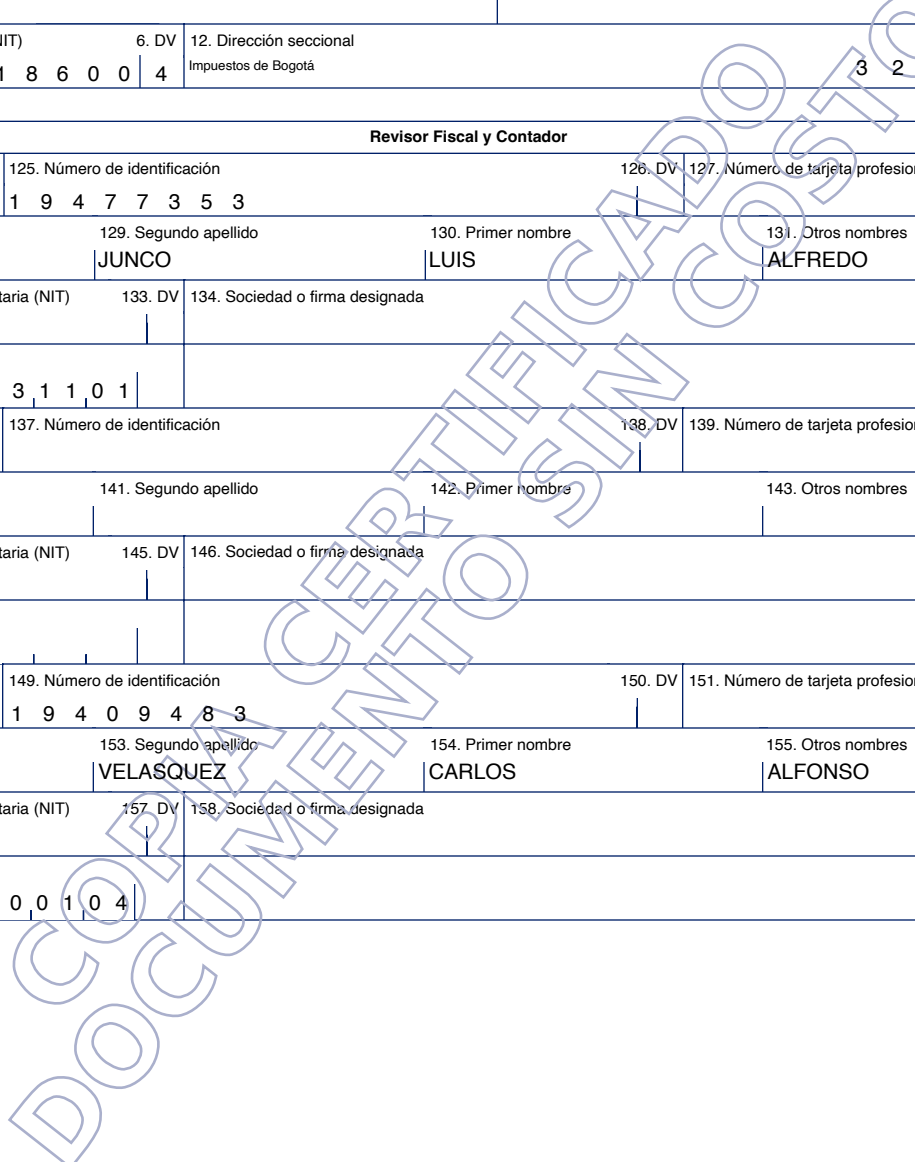 NIT) 6. DV 12. Dirección seccional
1 8 6 0 0 4 Impuestos de Bogotá 3 2
Revisor Fiscal y Contador
125. Número de identificación 126. DV 127. Número de tarjeta profesion
1 9 4 7 7 3 5 3
129. Segundo apellido 130. Primer nombre 131. Otros nombres
JUNCO LUIS ALFREDO
taria (NIT) 133. DV 134. Sociedad o firma designada
3 1 1 0 1
137. Número de identificación 138. DV 139. Número de tarjeta profesion
141. Segundo apellido 142. Primer nombre 143. Otros nombres
taria (NIT) 145. DV 146. Sociedad o firma designada
149. Número de identificación 150. DV 151. Número de tarjeta profesion
1 9 4 0 9 4 8 3
153. Segundo apellido 154. Primer nombre 155. Otros nombres
VELASQUEZ CARLOS ALFONSO
taria (NIT) 157. DV 158. Sociedad o firma designada
0 0 1 0 4
COPIA CERTIFICADO
DOCUMENTO SIN COSTO